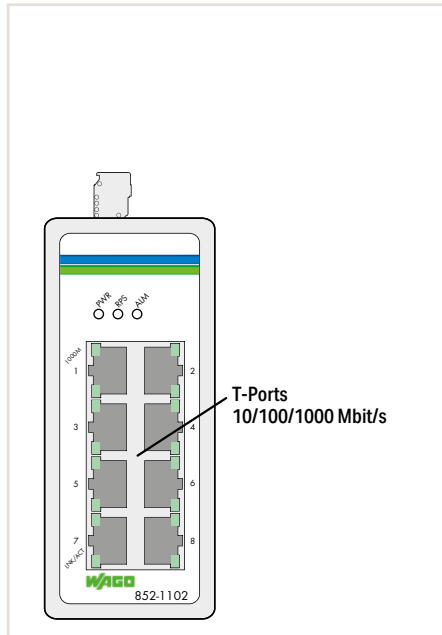 PWR RPS ALM
1000M
1 2
3 4
5 6
7 8
LNK/ACT
WAGO
852-1102
T-Ports
10/100/1000 Mbit/s